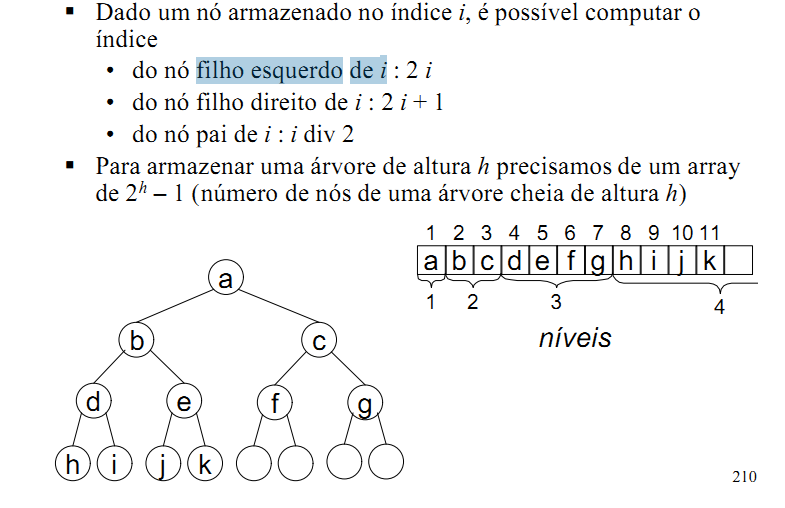 ▪ Dado um nó armazenado no índice i, é possível computar o
índice
• do nó filho esquerdo de i : 2 i
• do nó filho direito de i : 2 i + 1
• do nó pai de i : i div 2
▪ Para armazenar uma árvore de altura h precisamos de um array
de 2^h – 1 (número de nós de uma árvore cheia de altura h)
1 2 3 4 5 6 7 8 9 10 11
a b c d e f g h i j k
1 2 3 4
níveis
a
b c
d e f g
h i j k
210